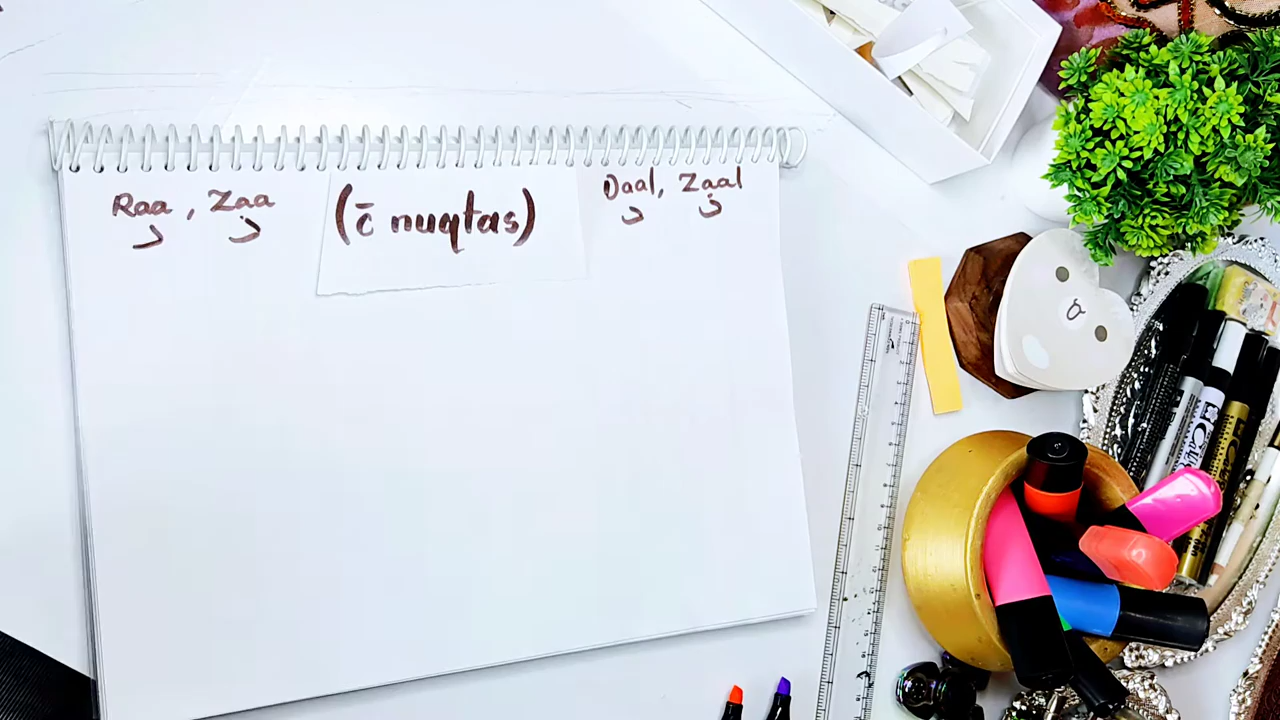 Raa, Zaa (c̄ nuqtas) Daal, Zaal
ر ز د ذ